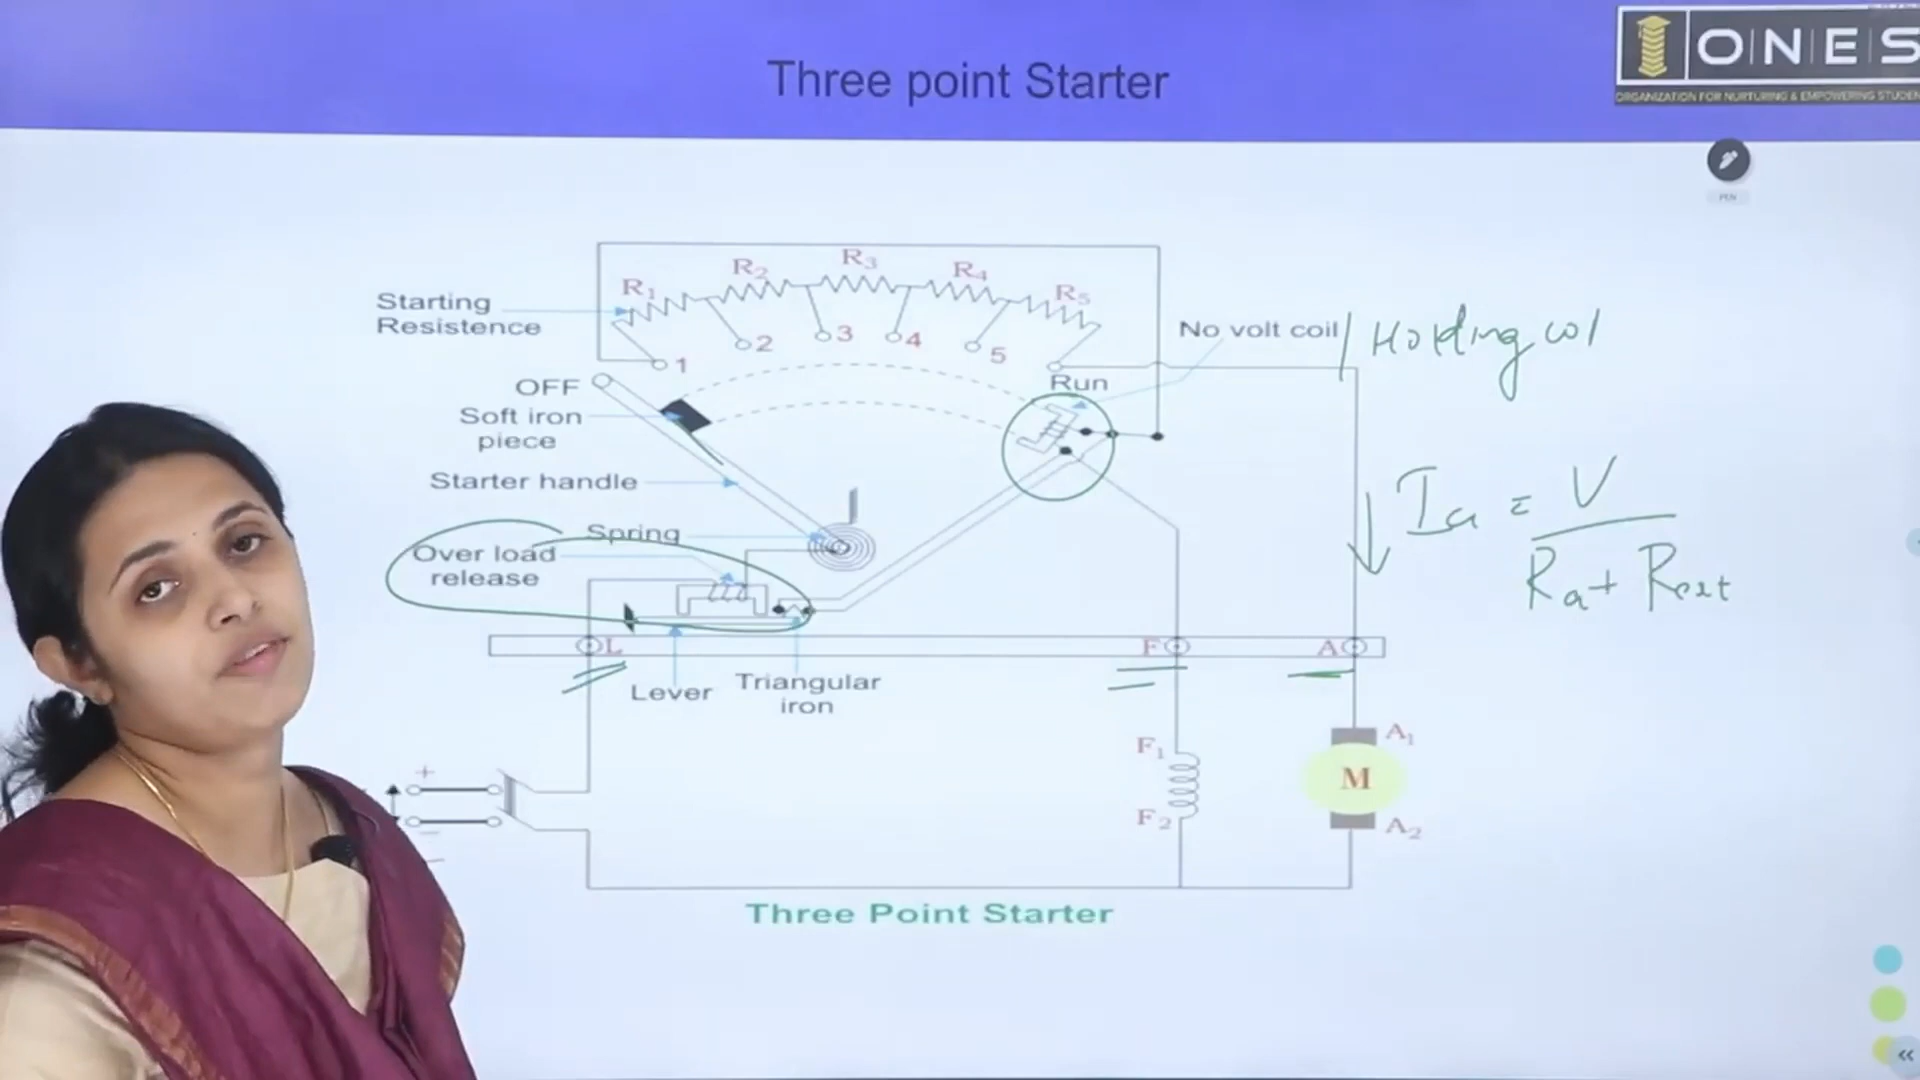 Three point Starter
ONES
ORGANIZATION FOR NURTURING & EMPOWERING STUDEN
PEN
R1 R2 R3 R4 R5
Starting
Resistence
1 2 3 4 5
No volt coil / Holding coil
OFF
Run
Soft iron
piece
Starter handle
Spring
Over load
release
Ia = V / Ra + Rext
L F A
Lever
Triangular
iron
F1
F2
A1
M
A2
+
−
Three Point Starter
«